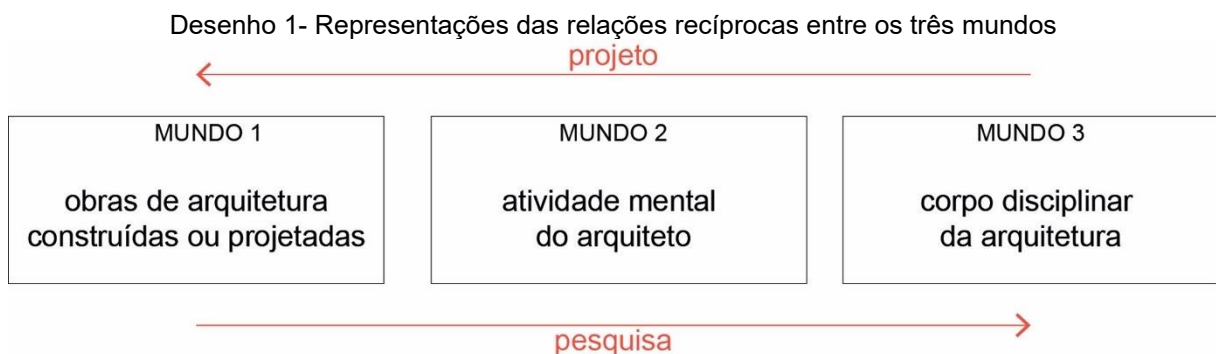 Desenho 1- Representações das relações recíprocas entre os três mundos
projeto
MUNDO 1
obras de arquitetura
construídas ou projetadas
MUNDO 2
atividade mental
do arquiteto
MUNDO 3
corpo disciplinar
da arquitetura
pesquisa